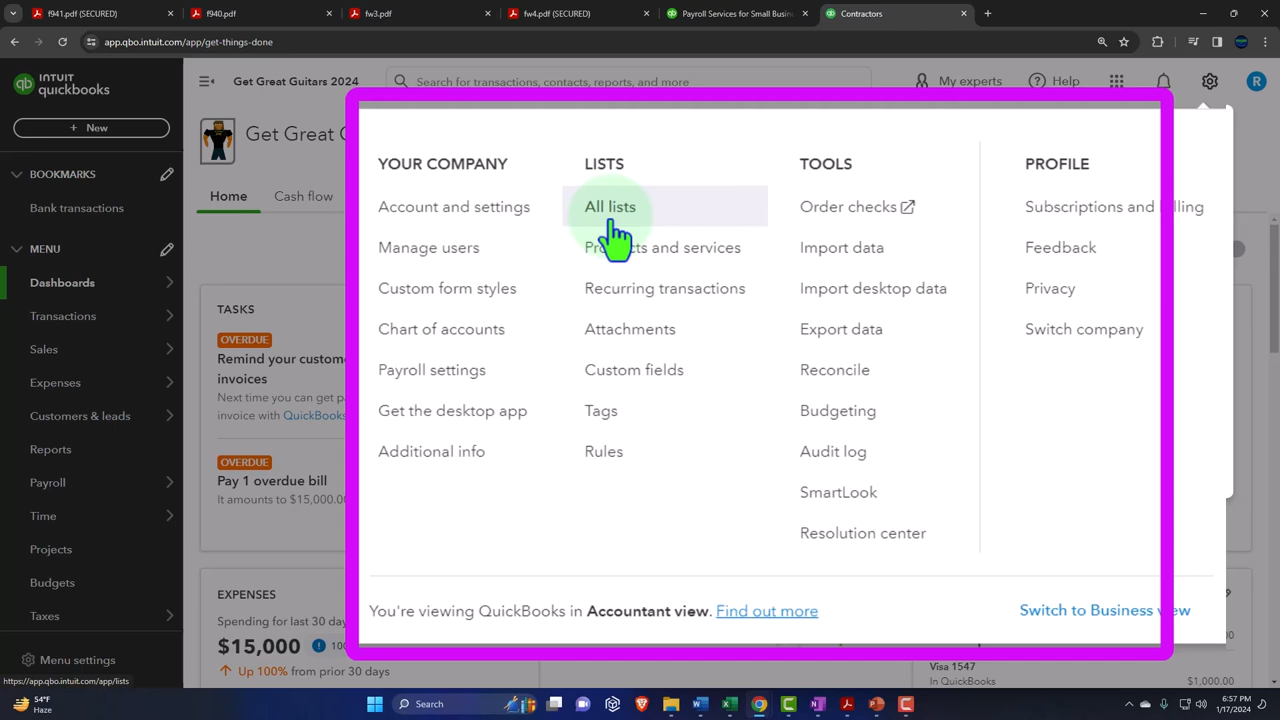 f941.pdf
f940.pdf
fw3.pdf
fw4.pdf (SECURED)
Payroll Services for Small Busin
Contractors
app.qbo.intuit.com/app/get-things-done
INTUIT
quickbooks
Get Great Guitars 2024
Search for transactions, contacts, reports, and more
My experts
Help
R
+ New
BOOKMARKS
Bank transactions
MENU
Dashboards
Transactions
Sales
Expenses
Customers & leads
Reports
Payroll
Time
Projects
Budgets
Taxes
Menu settings
https://app.qbo.intuit.com/app/lists
Get Great G
Home
Cash flow
TASKS
OVERDUE
Remind your custome
invoices
Next time you can get pa
invoice with QuickBooks
OVERDUE
Pay 1 overdue bill
It amounts to $15,000.
EXPENSES
Spending for last 30 da
$15,000
100
Up 100% from prior 30 days
YOUR COMPANY
Account and settings
Manage users
Custom form styles
Chart of accounts
Payroll settings
Get the desktop app
Additional info
LISTS
All lists
Products and services
Recurring transactions
Attachments
Custom fields
Tags
Rules
TOOLS
Order checks
Import data
Import desktop data
Export data
Reconcile
Budgeting
Audit log
SmartLook
Resolution center
PROFILE
Subscriptions and billing
Feedback
Privacy
Switch company
You're viewing QuickBooks in Accountant view. Find out more
Switch to Business view
Visa 1547
In QuickBooks
$1,000.00
54°F
Haze
Search
6:57 PM
1/17/2024